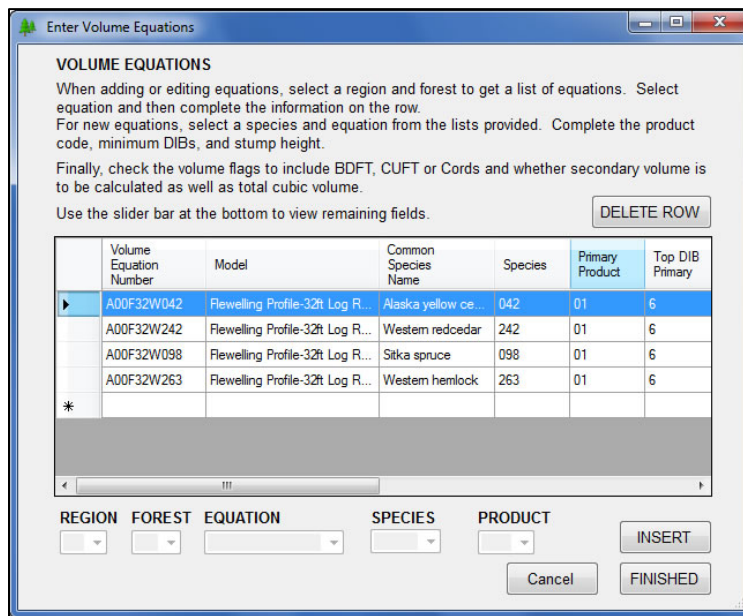 Enter Volume Equations
VOLUME EQUATIONS
When adding or editing equations, select a region and forest to get a list of equations.  Select
equation and then complete the information on the row.
For new equations, select a species and equation from the lists provided.  Complete the product
code, minimum DIBs, and stump height.
Finally, check the volume flags to include BDFT, CUFT or Cords and whether secondary volume is
to be calculated as well as total cubic volume.
Use the slider bar at the bottom to view remaining fields.
DELETE ROW
Volume Equation Number Model Common Species Name Species Primary Product Top DIB Primary
A00F32W042 Flewelling Profile-32ft Log R... Alaska yellow ce... 042 01 6
A00F32W242 Flewelling Profile-32ft Log R... Western redcedar 242 01 6
A00F32W098 Flewelling Profile-32ft Log R... Sitka spruce 098 01 6
A00F32W263 Flewelling Profile-32ft Log R... Western hemlock 263 01 6
REGION FOREST EQUATION SPECIES PRODUCT
INSERT
Cancel FINISHED